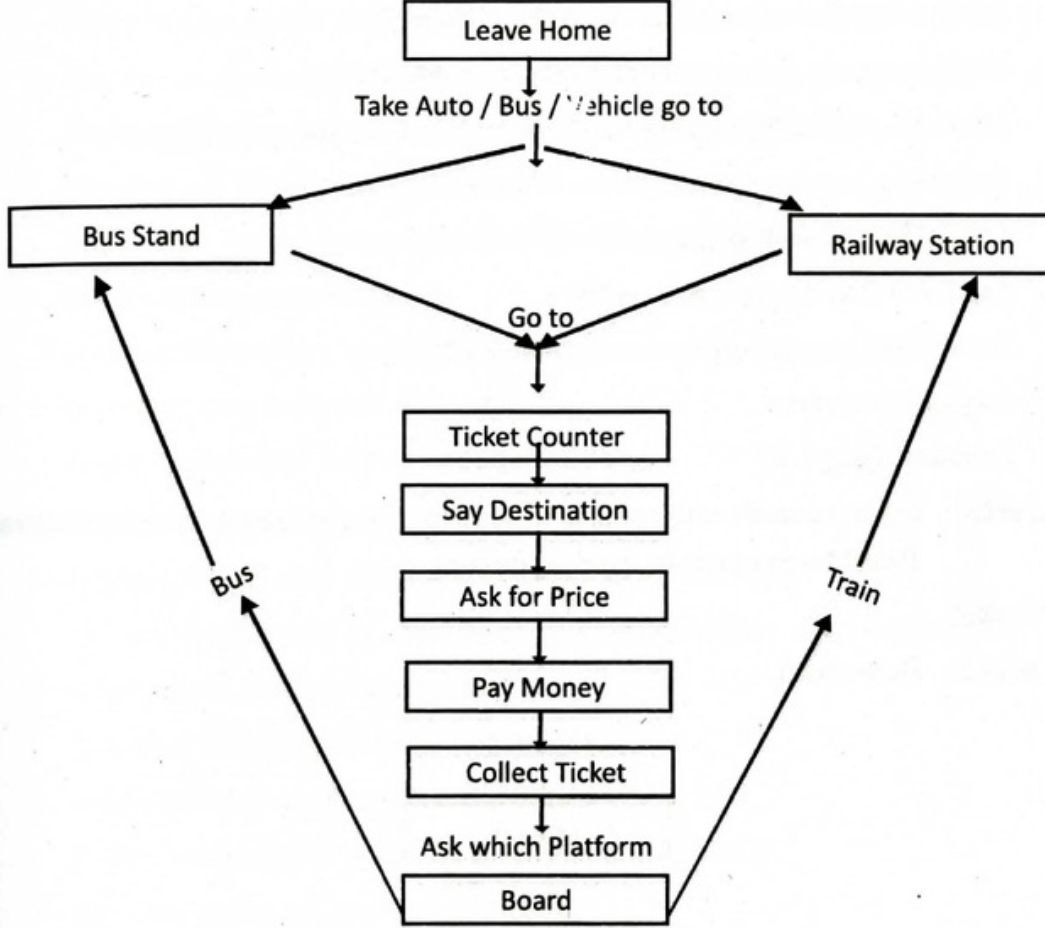 Leave Home
Take Auto / Bus / Vehicle go to
Bus Stand
Railway Station
Go to
Ticket Counter
Say Destination
Ask for Price
Bus
Train
Pay Money
Collect Ticket
Ask which Platform
Board